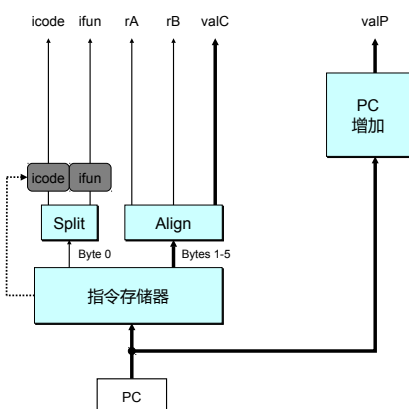 icode ifun rA rB valC valP
PC
增加
icode ifun
Split Align
Byte 0 Bytes 1-5
指令存储器
PC